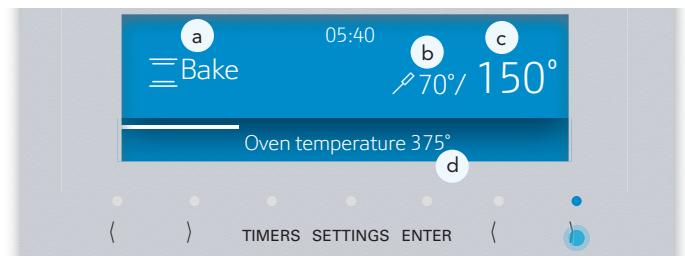 a
05:40
b
c
Bake
70°/ 150°
Oven temperature 375°
d
〈 〉 TIMERS SETTINGS ENTER 〈 〉